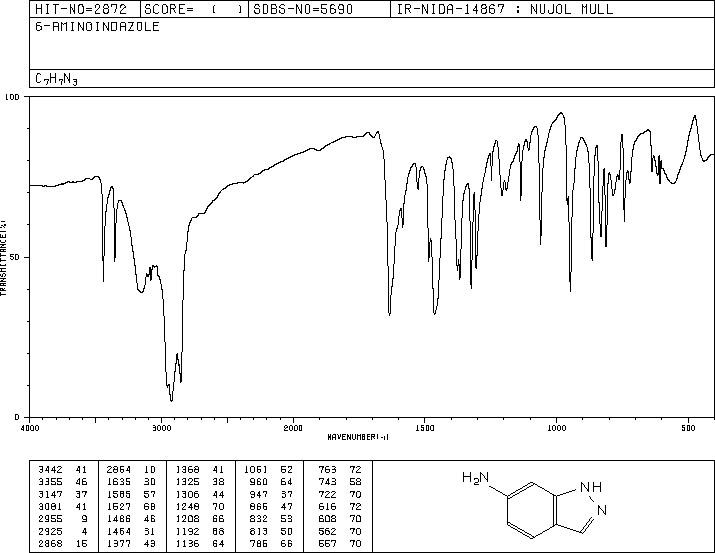 HIT-NO=2872 SCORE= ( ) SDBS-NO=5690 IR-NIDA-14867 : NUJOL MULL
6-AMINOINDAZOLE
C7H7N3
100
50
0
TRANSMITTANCE(%)
4000 3000 2000 1500 1000 500
WAVENUMBER(-1)
3442 41 2864 10 1368 41 1061 52 763 72
3355 46 1635 30 1325 38 960 64 743 58
3147 37 1585 57 1306 44 947 37 722 70
3081 41 1527 68 1248 70 866 47 616 72
2955 9 1486 46 1208 66 832 53 608 70
2925 4 1464 31 1192 68 813 50 562 70
2868 15 1377 43 1136 64 786 66 557 70
H2N
NH
N